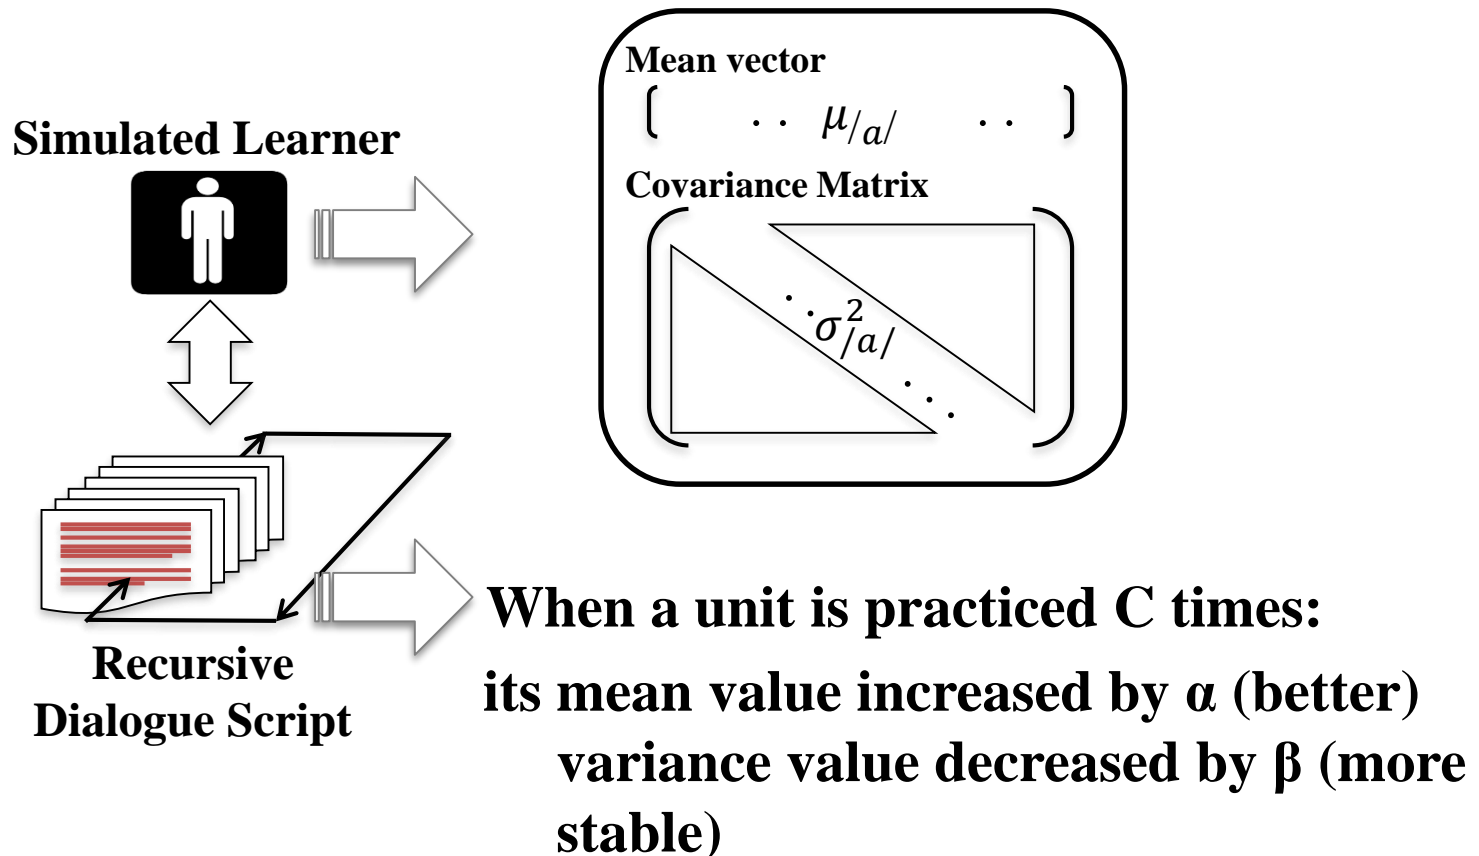 Simulated Learner
Mean vector
. . μ/a/ . .
Covariance Matrix
. . σ²/a/ . . .
Recursive
Dialogue Script
When a unit is practiced C times:
its mean value increased by α (better)
variance value decreased by β (more
stable)